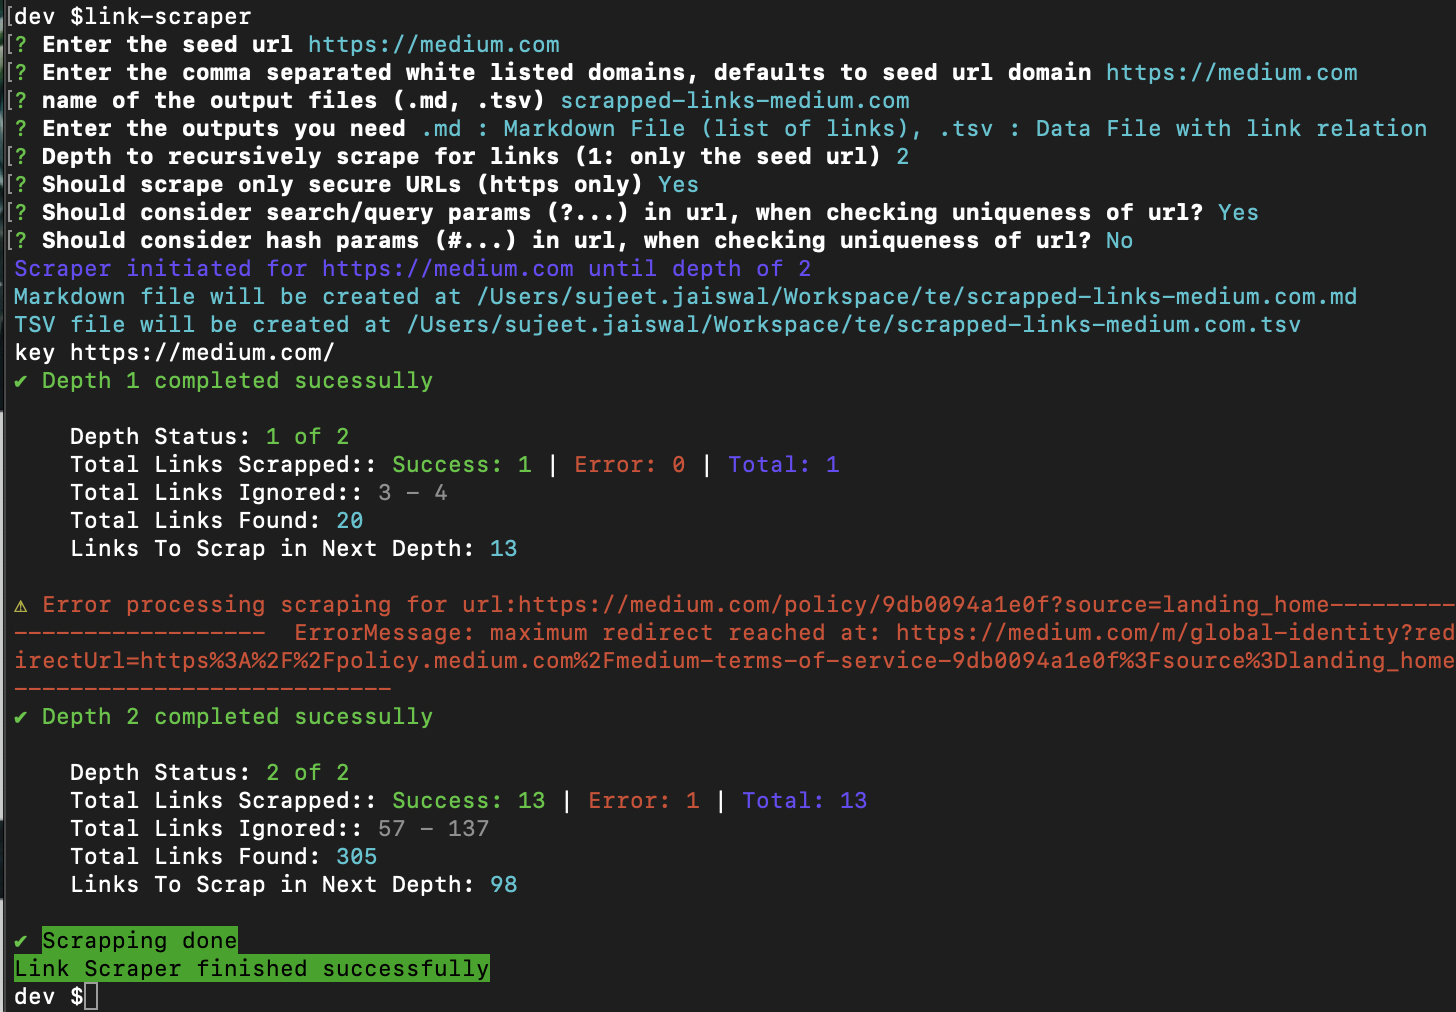 [dev $link-scraper
[? Enter the seed url https://medium.com
[? Enter the comma separated white listed domains, defaults to seed url domain https://medium.com
[? name of the output files (.md, .tsv) scrapped-links-medium.com
? Enter the outputs you need .md : Markdown File (list of links), .tsv : Data File with link relation
[? Depth to recursively scrape for links (1: only the seed url) 2
[? Should scrape only secure URLs (https only) Yes
[? Should consider search/query params (?...) in url, when checking uniqueness of url? Yes
[? Should consider hash params (#...) in url, when checking uniqueness of url? No
Scraper initiated for https://medium.com until depth of 2
Markdown file will be created at /Users/sujeet.jaiswal/Workspace/te/scrapped-links-medium.com.md
TSV file will be created at /Users/sujeet.jaiswal/Workspace/te/scrapped-links-medium.com.tsv
key https://medium.com/
✔ Depth 1 completed sucessully
Depth Status: 1 of 2
Total Links Scrapped:: Success: 1 | Error: 0 | Total: 1
Total Links Ignored:: 3 - 4
Total Links Found: 20
Links To Scrap in Next Depth: 13
⚠ Error processing scraping for url:https://medium.com/policy/9db0094a1e0f?source=landing_home---------
------------------  ErrorMessage: maximum redirect reached at: https://medium.com/m/global-identity?red
irectUrl=https%3A%2F%2Fpolicy.medium.com%2Fmedium-terms-of-service-9db0094a1e0f%3Fsource%3Dlanding_home
---------------------------
✔ Depth 2 completed sucessully
Depth Status: 2 of 2
Total Links Scrapped:: Success: 13 | Error: 1 | Total: 13
Total Links Ignored:: 57 - 137
Total Links Found: 305
Links To Scrap in Next Depth: 98
✔ Scrapping done
Link Scraper finished successfully
dev $